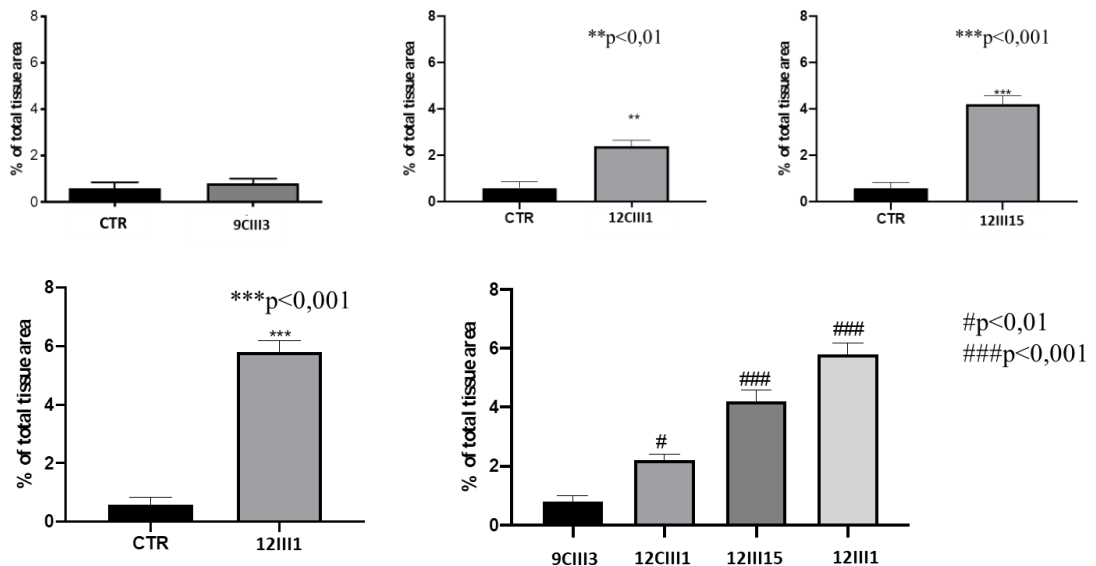 % of total tissue area
8
6
4
2
0
CTR
9CIII3
% of total tissue area
8
6
4
2
0
**p<0,01
**
CTR
12CIII1
% of total tissue area
8
6
4
2
0
***p<0,001
***
CTR
12III15
% of total tissue area
8
6
4
2
0
***p<0,001
***
CTR
12III1
% of total tissue area
8
6
4
2
0
#
###
###
9CIII3
12CIII1
12III15
12III1
#p<0,01
###p<0,001